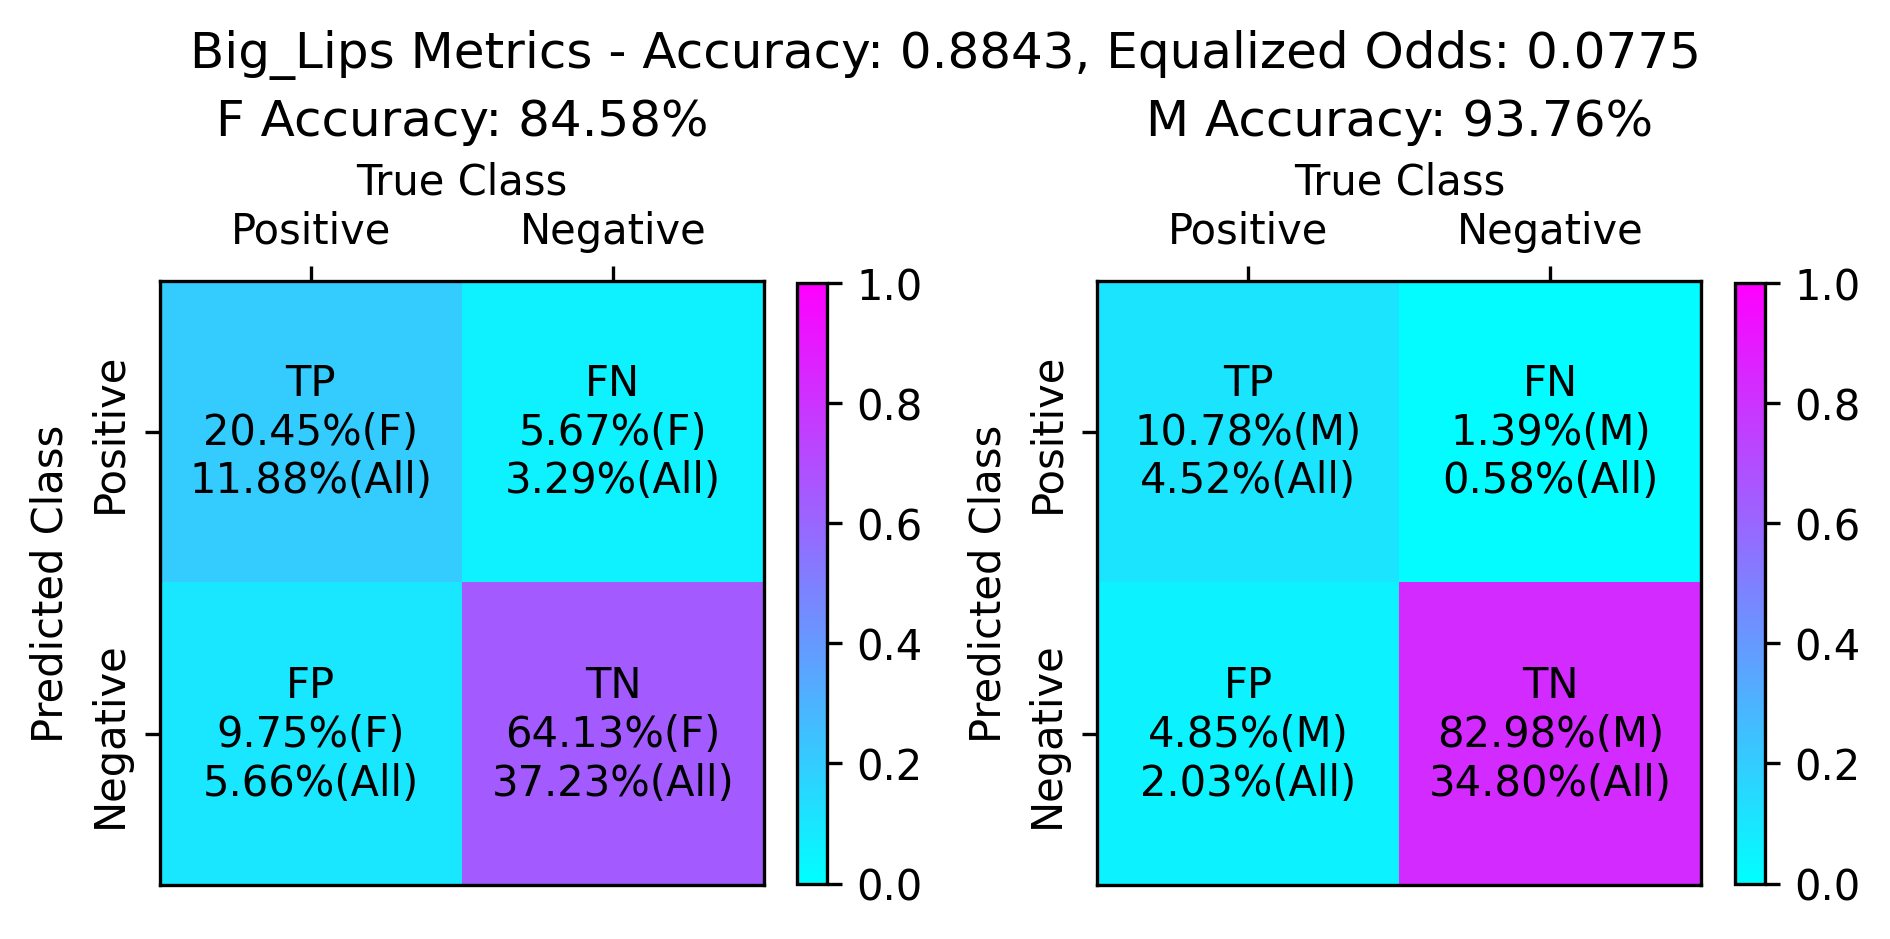 Big_Lips Metrics - Accuracy: 0.8843, Equalized Odds: 0.0775
F Accuracy: 84.58%
True Class
Positive Negative
Predicted Class
Positive
Negative
TP
20.45%(F)
11.88%(All)
FN
5.67%(F)
3.29%(All)
FP
9.75%(F)
5.66%(All)
TN
64.13%(F)
37.23%(All)
1.0
0.8
0.6
0.4
0.2
0.0
M Accuracy: 93.76%
True Class
Positive Negative
Predicted Class
Positive
Negative
TP
10.78%(M)
4.52%(All)
FN
1.39%(M)
0.58%(All)
FP
4.85%(M)
2.03%(All)
TN
82.98%(M)
34.80%(All)
1.0
0.8
0.6
0.4
0.2
0.0